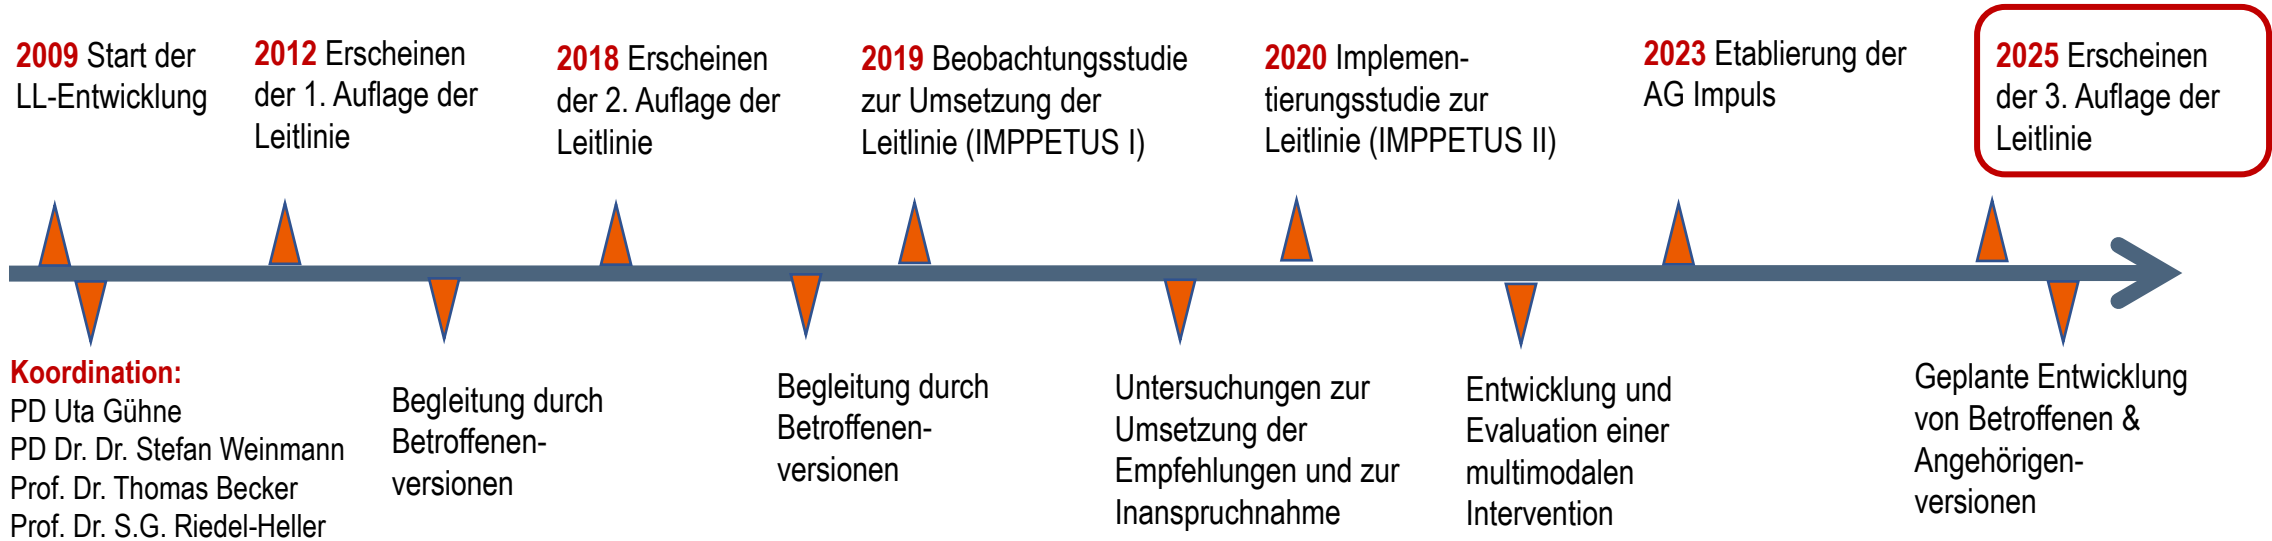 2009 Start der
LL-Entwicklung
2012 Erscheinen
der 1. Auflage der
Leitlinie
2018 Erscheinen
der 2. Auflage der
Leitlinie
2019 Beobachtungsstudie
zur Umsetzung der
Leitlinie (IMPPETUS I)
2020 Implemen-
tierungsstudie zur
Leitlinie (IMPPETUS II)
2023 Etablierung der
AG Impuls
2025 Erscheinen
der 3. Auflage der
Leitlinie
Koordination:
PD Uta Gühne
PD Dr. Dr. Stefan Weinmann
Prof. Dr. Thomas Becker
Prof. Dr. S.G. Riedel-Heller
Begleitung durch
Betroffenen-
versionen
Begleitung durch
Betroffenen-
versionen
Untersuchungen zur
Umsetzung der
Empfehlungen und zur
Inanspruchnahme
Entwicklung und
Evaluation einer
multimodalen
Intervention
Geplante Entwicklung
von Betroffenen &
Angehörigen-
versionen